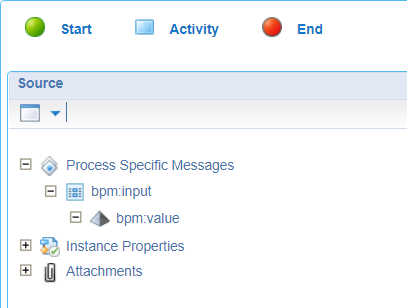 Start Activity End
Source
Process Specific Messages
bpm:input
bpm:value
Instance Properties
Attachments